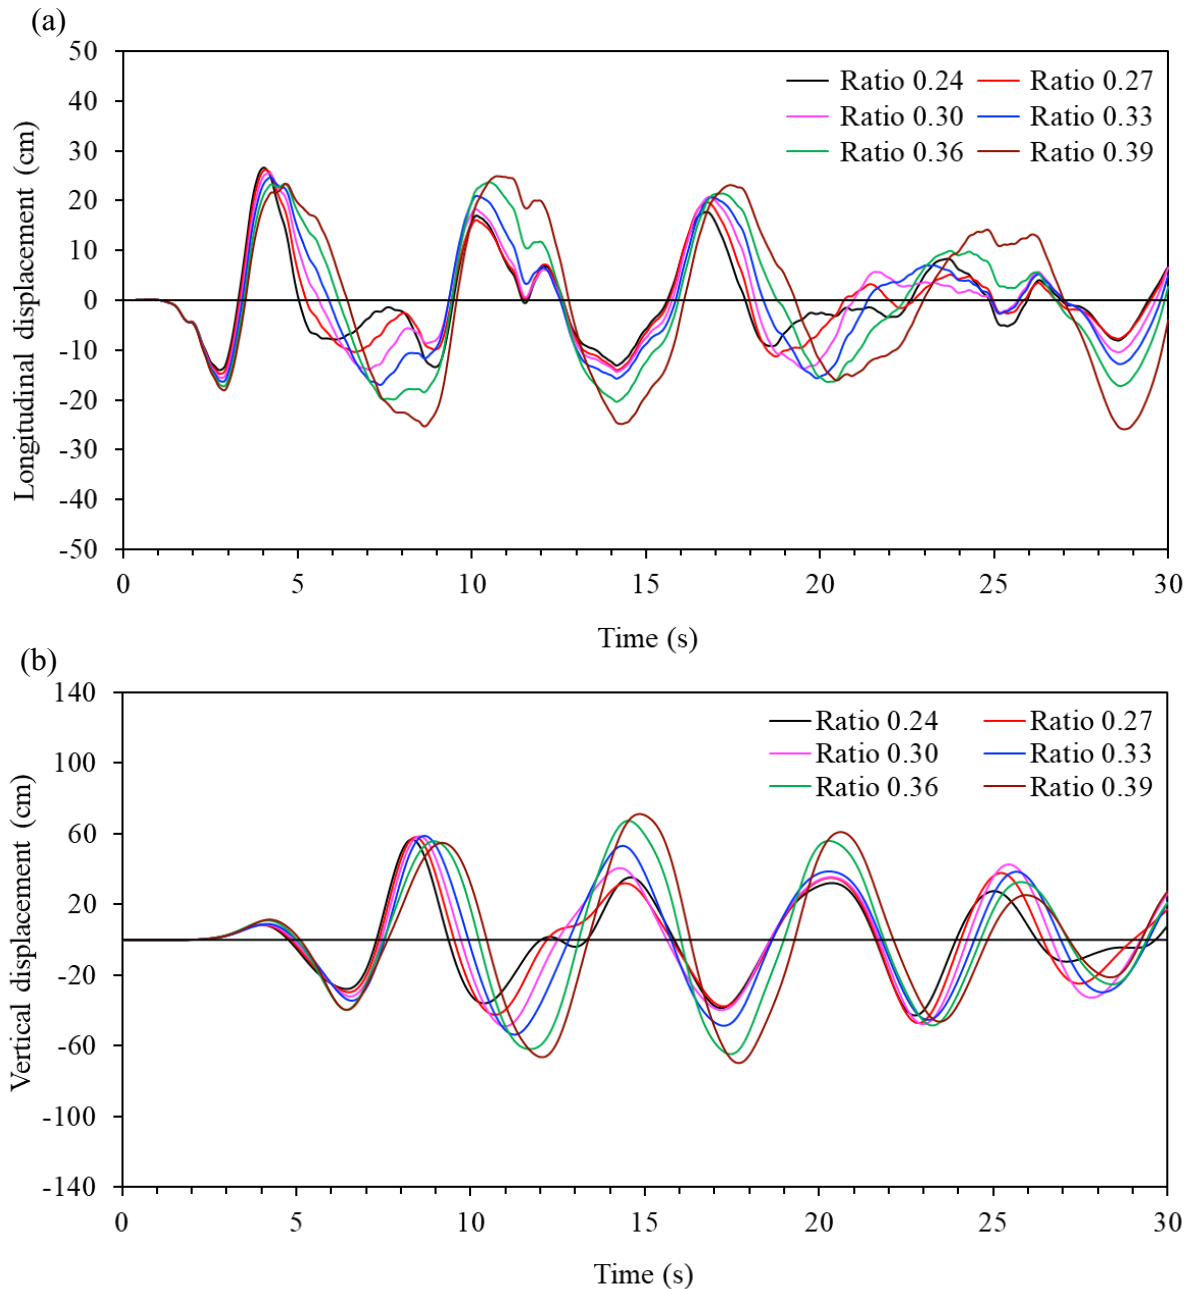 (a)
50
40
30
20
10
0
-10
-20
-30
-40
-50
Longitudinal displacement (cm)
Ratio 0.24 Ratio 0.27
Ratio 0.30 Ratio 0.33
Ratio 0.36 Ratio 0.39
0 5 10 15 20 25 30
Time (s)
(b)
140
100
60
20
-20
-60
-100
-140
Vertical displacement (cm)
Ratio 0.24 Ratio 0.27
Ratio 0.30 Ratio 0.33
Ratio 0.36 Ratio 0.39
0 5 10 15 20 25 30
Time (s)